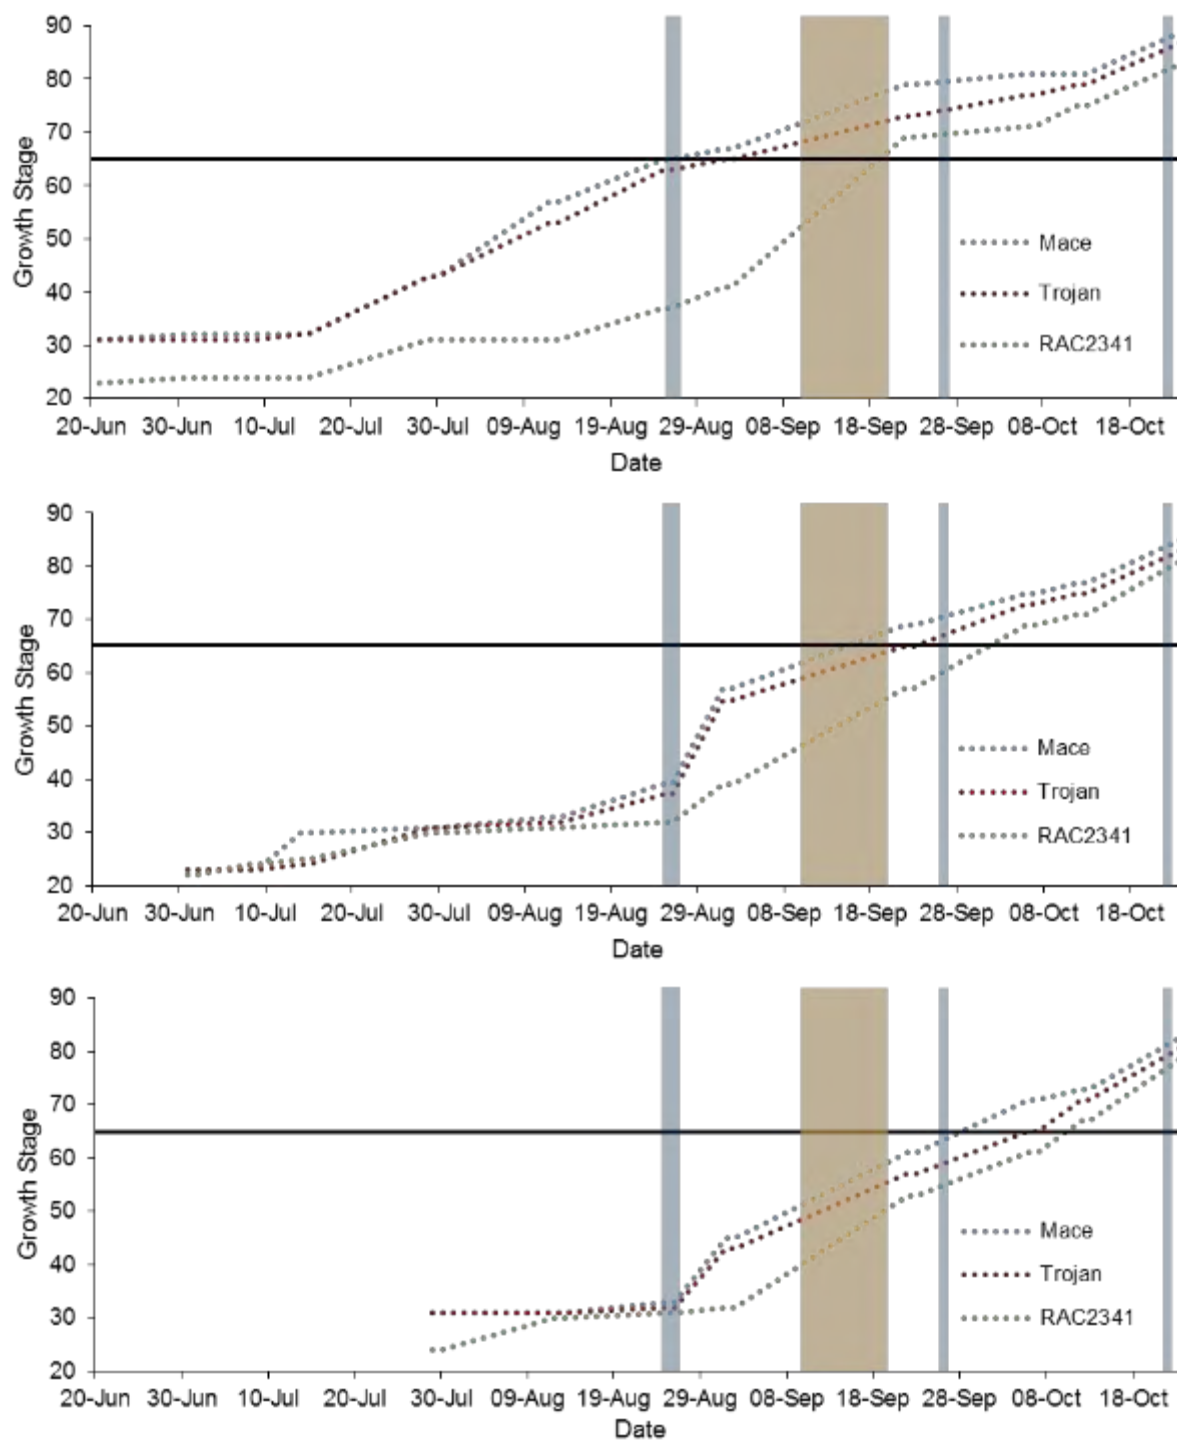 90
80
70
60
50
40
30
20
Growth Stage
Mace
Trojan
RAC2341
20-Jun 30-Jun 10-Jul 20-Jul 30-Jul 09-Aug 19-Aug 29-Aug 08-Sep 18-Sep 28-Sep 08-Oct 18-Oct
Date
90
80
70
60
50
40
30
20
Growth Stage
Mace
Trojan
RAC2341
20-Jun 30-Jun 10-Jul 20-Jul 30-Jul 09-Aug 19-Aug 29-Aug 08-Sep 18-Sep 28-Sep 08-Oct 18-Oct
Date
90
80
70
60
50
40
30
20
Growth Stage
Mace
Trojan
RAC2341
20-Jun 30-Jun 10-Jul 20-Jul 30-Jul 09-Aug 19-Aug 29-Aug 08-Sep 18-Sep 28-Sep 08-Oct 18-Oct
Date